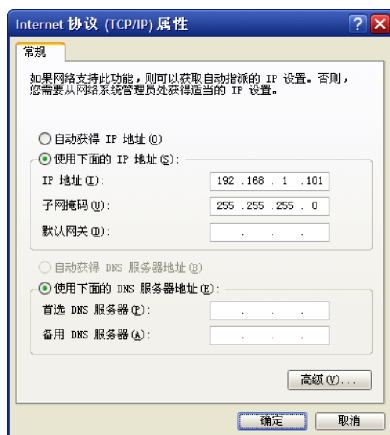 Internet 协议 (TCP/IP) 属性
常规
如果网络支持此功能，则可以获取自动指派的 IP 设置。否则，
您需要从网络系统管理员处获得适当的 IP 设置。
自动获得 IP 地址(O)
使用下面的 IP 地址(S):
IP 地址(I): 192 .168 . 1 .101
子网掩码(U): 255 .255 .255 . 0
默认网关(D): . . .
自动获得 DNS 服务器地址(B)
使用下面的 DNS 服务器地址(E):
首选 DNS 服务器(P): . . .
备用 DNS 服务器(A): . . .
高级(V)...
确定 取消